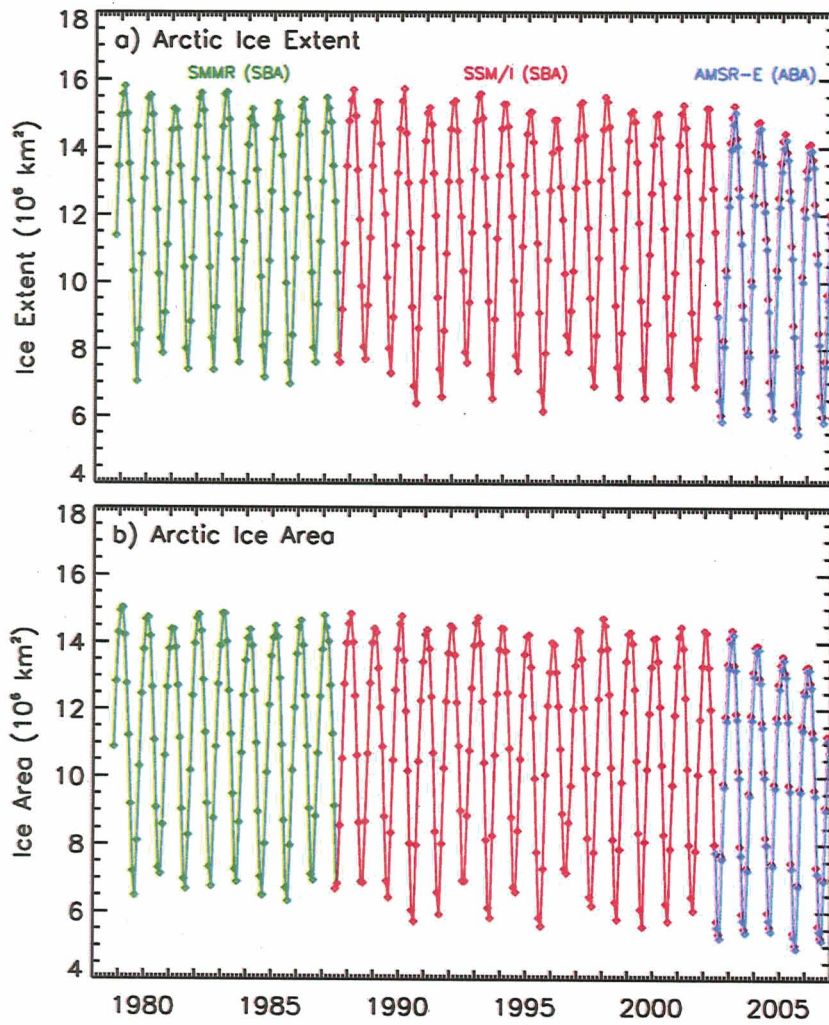 a) Arctic Ice Extent
SMMR (SBA) SSM/I (SBA) AMSR-E (ABA)
Ice Extent (10⁶ km²)
18
16
14
12
10
8
6
4
b) Arctic Ice Area
Ice Area (10⁶ km²)
18
16
14
12
10
8
6
4
1980 1985 1990 1995 2000 2005